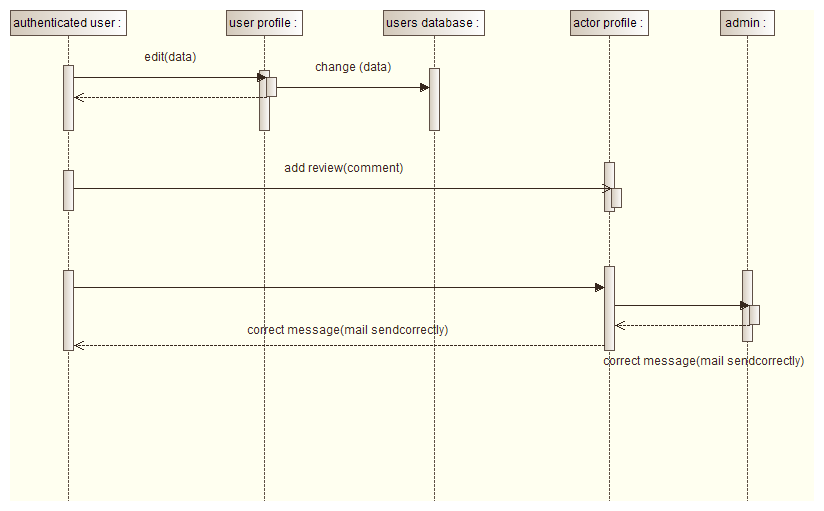 authenticated user :
user profile :
users database :
actor profile :
admin :
edit(data)
change (data)
add review(comment)
correct message(mail sendcorrectly)
correct message(mail sendcorrectly)